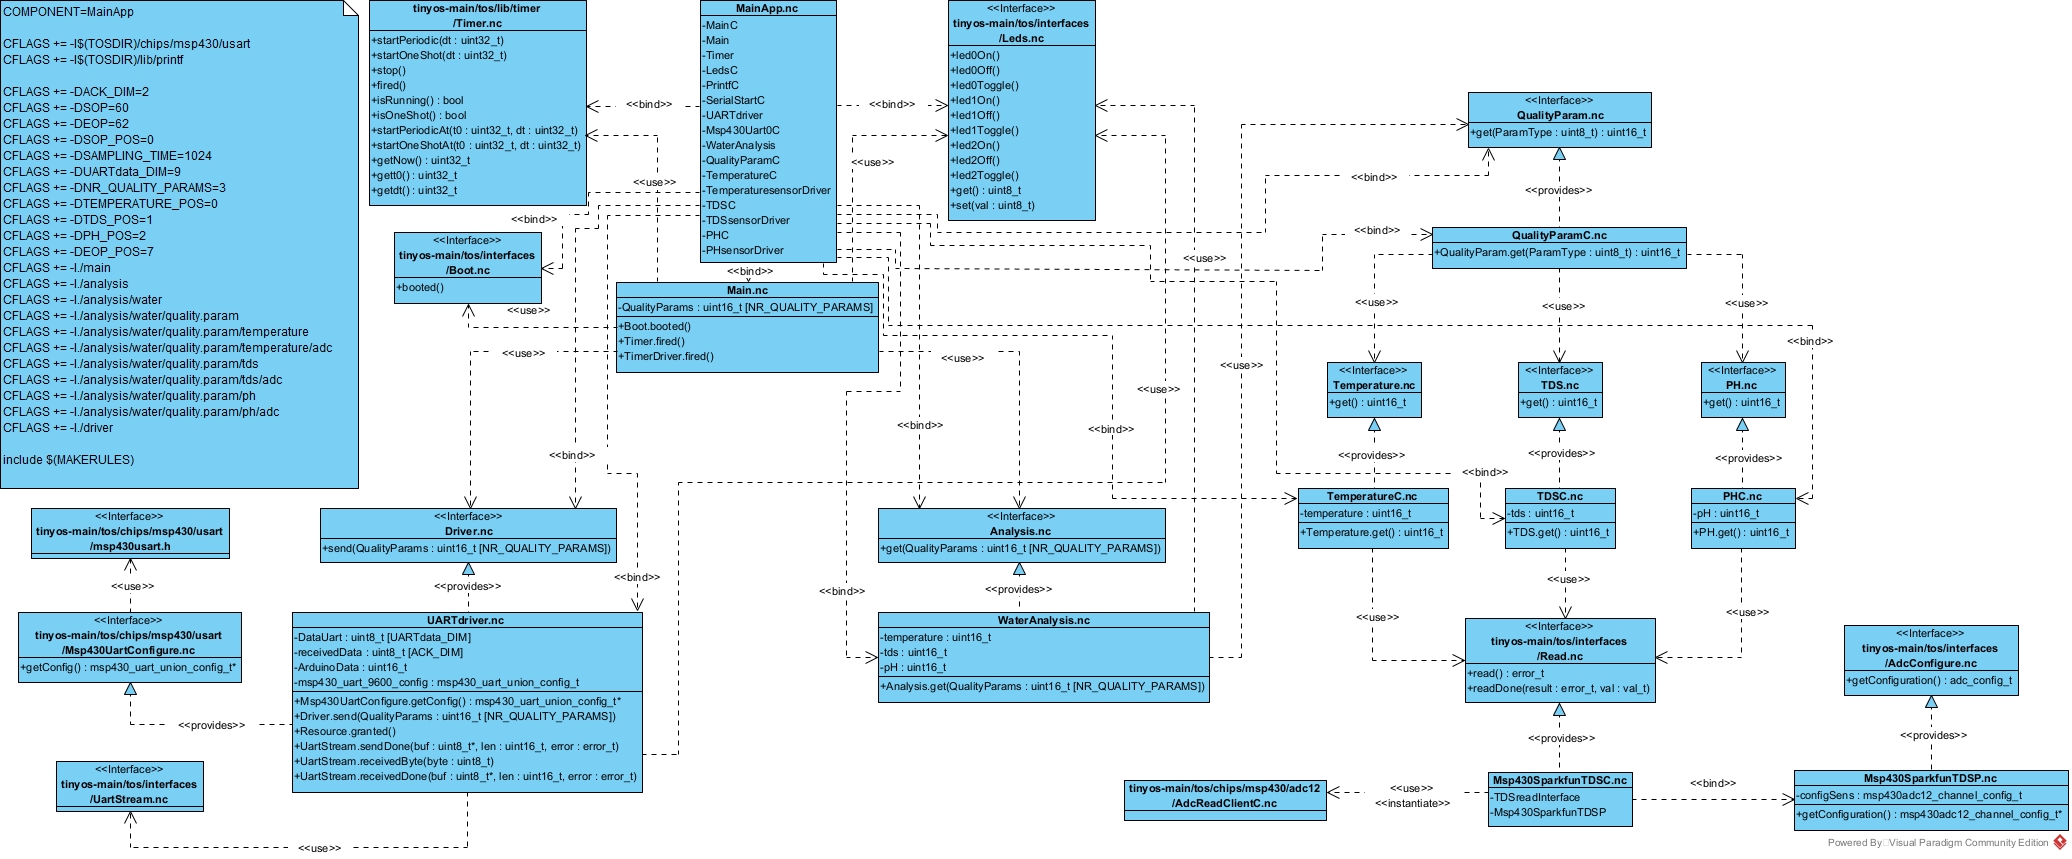 COMPONENT=MainApp
CFLAGS += -I$(TOSDIR)/chips/msp430/usart
CFLAGS += -I$(TOSDIR)/lib/printf
CFLAGS += -DACK_DIM=2
CFLAGS += -DSOP=60
CFLAGS += -DEOP=62
CFLAGS += -DSOP_POS=0
CFLAGS += -DSAMPLING_TIME=1024
CFLAGS += -DUARTdata_DIM=9
CFLAGS += -DNR_QUALITY_PARAMS=3
CFLAGS += -DTEMPERATURE_POS=0
CFLAGS += -DTDS_POS=1
CFLAGS += -DPH_POS=2
CFLAGS += -DEOP_POS=7
CFLAGS += -I./main
CFLAGS += -I./analysis
CFLAGS += -I./analysis/water
CFLAGS += -I./analysis/water/quality.param
CFLAGS += -I./analysis/water/quality.param/temperature
CFLAGS += -I./analysis/water/quality.param/temperature/adc
CFLAGS += -I./analysis/water/quality.param/tds
CFLAGS += -I./analysis/water/quality.param/tds/adc
CFLAGS += -I./analysis/water/quality.param/ph
CFLAGS += -I./analysis/water/quality.param/ph/adc
CFLAGS += -I./driver
include $(MAKERULES)
tinyos-main/tos/lib/timer
/Timer.nc
+startPeriodic(dt : uint32_t)
+startOneShot(dt : uint32_t)
+stop()
+fired()
+isRunning() : bool
+isOneShot() : bool
+startPeriodicAt(t0 : uint32_t, dt : uint32_t)
+startOneShotAt(t0 : uint32_t, dt : uint32_t)
+getNow() : uint32_t
+gett0() : uint32_t
+getdt() : uint32_t
<<bind>>
<<use>>
<<bind>>
MainApp.nc
-MainC
-Main
-Timer
-LedsC
-PrintfC
-SerialStartC
-UARTdriver
-Msp430Uart0C
-WaterAnalysis
-QualityParamC
-TemperatureC
-TemperaturesensorDriver
-TDSC
-TDSsensorDriver
-PHC
-PHsensorDriver
<<bind>>
<<bind>>
<<use>>
<<Interface>>
tinyos-main/tos/interfaces
/Leds.nc
+led0On()
+led0Off()
+led0Toggle()
+led1On()
+led1Off()
+led1Toggle()
+led2On()
+led2Off()
+led2Toggle()
+get() : uint8_t
+set(val : uint8_t)
<<Interface>>
QualityParam.nc
+get(ParamType : uint8_t) : uint16_t
<<bind>>
<<provides>>
<<bind>>
QualityParamC.nc
+QualityParam.get(ParamType : uint8_t) : uint16_t
<<Interface>>
tinyos-main/tos/interfaces
/Boot.nc
+booted()
<<use>>
Main.nc
-QualityParams : uint16_t [NR_QUALITY_PARAMS]
+Boot.booted()
+Timer.fired()
+TimerDriver.fired()
<<use>>
<<use>>
<<use>>
<<use>>
<<use>>
<<use>>
<<use>>
<<use>>
<<bind>>
<<Interface>>
Temperature.nc
+get() : uint16_t
<<Interface>>
TDS.nc
+get() : uint16_t
<<Interface>>
PH.nc
+get() : uint16_t
<<bind>>
<<bind>>
<<bind>>
<<provides>>
<<provides>>
<<provides>>
<<bind>>
TemperatureC.nc
-temperature : uint16_t
+Temperature.get() : uint16_t
TDSC.nc
-tds : uint16_t
+TDS.get() : uint16_t
PHC.nc
-pH : uint16_t
+PH.get() : uint16_t
<<Interface>>
tinyos-main/tos/chips/msp430/usart
/msp430usart.h
<<use>>
<<Interface>>
tinyos-main/tos/chips/msp430/usart
/Msp430UartConfigure.nc
+getConfig() : msp430_uart_union_config_t*
<<provides>>
<<Interface>>
tinyos-main/tos/interfaces
/UartStream.nc
<<use>>
<<Interface>>
Driver.nc
+send(QualityParams : uint16_t [NR_QUALITY_PARAMS])
<<provides>>
<<bind>>
UARTdriver.nc
-DataUart : uint8_t [UARTdata_DIM]
-receivedData : uint8_t [ACK_DIM]
-ArduinoData : uint16_t
-msp430_uart_9600_config : msp430_uart_union_config_t
+Msp430UartConfigure.getConfig() : msp430_uart_union_config_t*
+Driver.send(QualityParams : uint16_t [NR_QUALITY_PARAMS])
+Resource.granted()
+UartStream.sendDone(buf : uint8_t*, len : uint16_t, error : error_t)
+UartStream.receivedByte(byte : uint8_t)
+UartStream.receivedDone(buf : uint8_t*, len : uint16_t, error : error_t)
<<Interface>>
Analysis.nc
+get(QualityParams : uint16_t [NR_QUALITY_PARAMS])
<<bind>>
<<provides>>
WaterAnalysis.nc
-temperature : uint16_t
-tds : uint16_t
-pH : uint16_t
+Analysis.get(QualityParams : uint16_t [NR_QUALITY_PARAMS])
<<use>>
<<use>>
<<use>>
<<Interface>>
tinyos-main/tos/interfaces
/Read.nc
+read() : error_t
+readDone(result : error_t, val : val_t)
<<provides>>
<<Interface>>
tinyos-main/tos/interfaces
/AdcConfigure.nc
+getConfiguration() : adc_config_t
<<provides>>
tinyos-main/tos/chips/msp430/adc12
/AdcReadClientC.nc
<<use>>
<<instantiate>>
Msp430SparkfunTDSC.nc
-TDSreadInterface
-Msp430SparkfunTDSP
<<bind>>
Msp430SparkfunTDSP.nc
-configSens : msp430adc12_channel_config_t
+getConfiguration() : msp430adc12_channel_config_t*
Powered By Visual Paradigm Community Edition